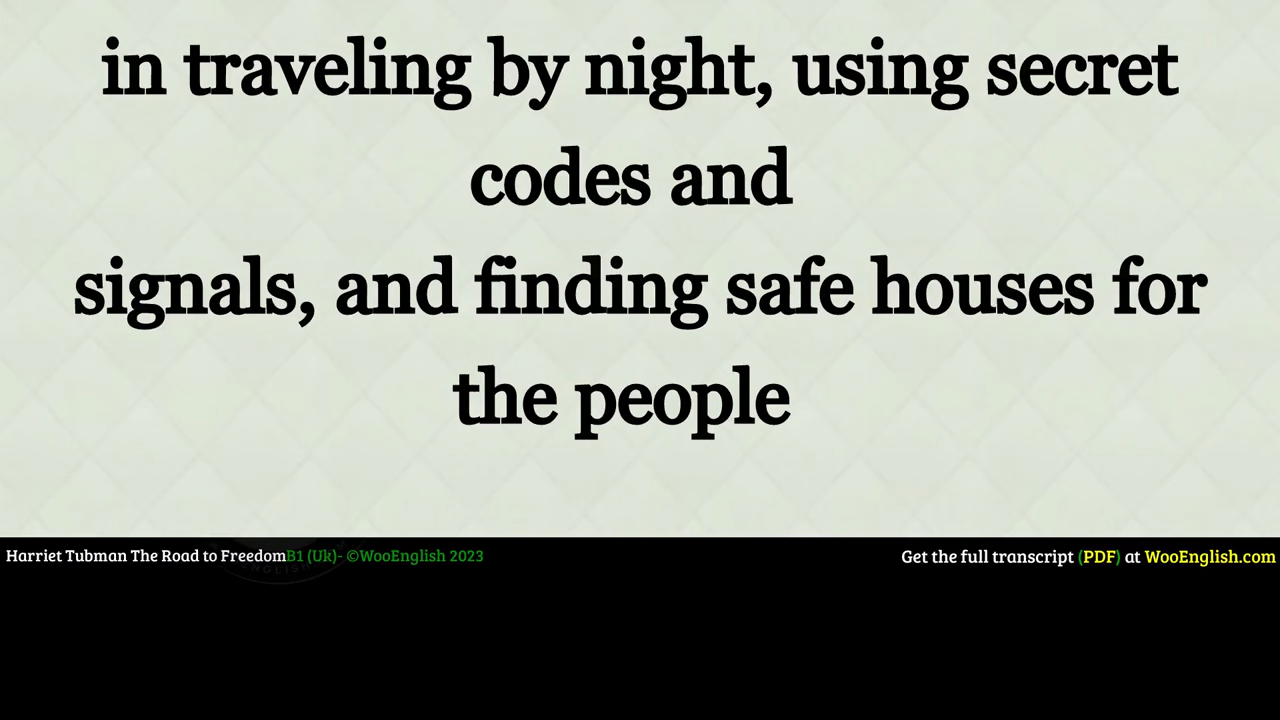 in traveling by night, using secret
codes and
signals, and finding safe houses for
the people
Harriet Tubman The Road to FreedomB1 (Uk)- ©WooEnglish 2023
Get the full transcript (PDF) at WooEnglish.com
ENGLISH